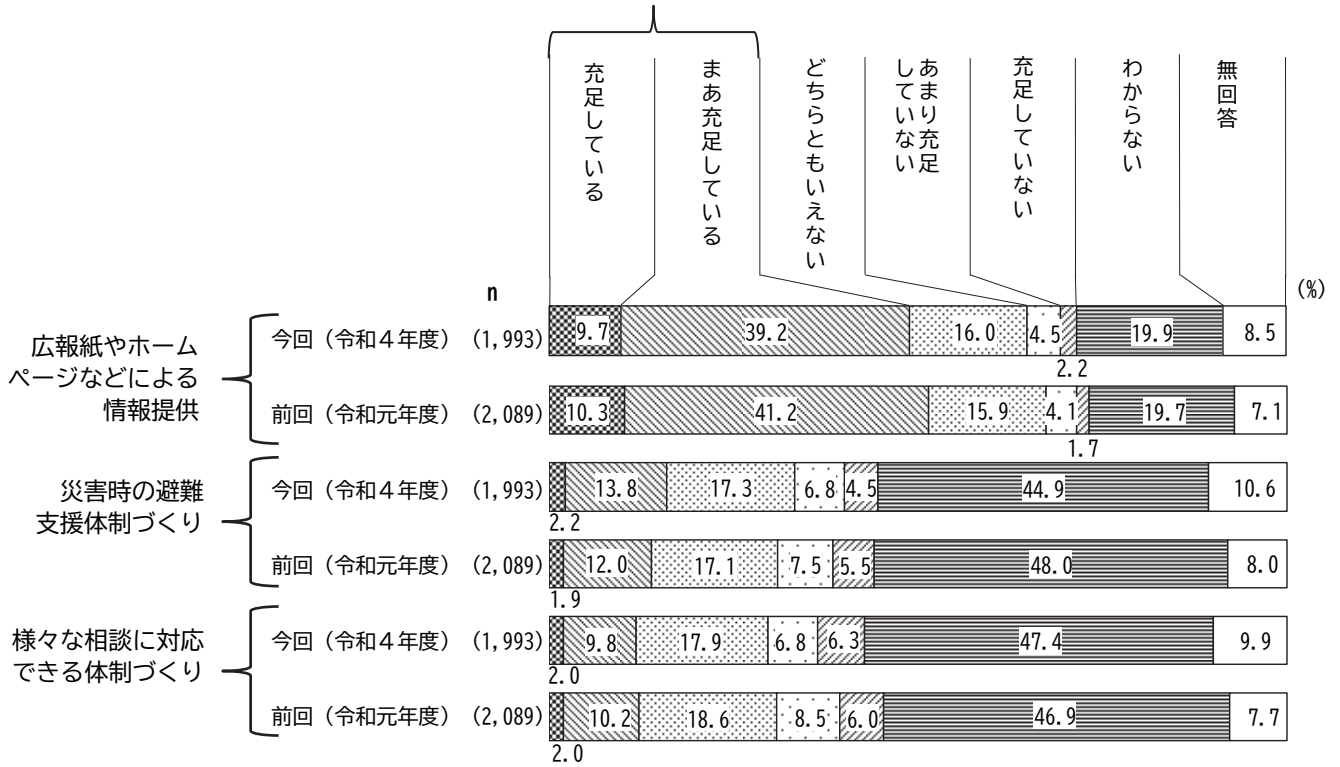 充足している
まあ充足している
どちらともいえない
あまり充足
していない
充足していない
わからない
無回答
n
(%)
広報紙やホーム
ページなどによる
情報提供
今回（令和４年度） (1,993) 9.7 39.2 16.0 4.5 19.9 8.5
2.2
前回（令和元年度） (2,089) 10.3 41.2 15.9 4.1 19.7 7.1
1.7
災害時の避難
支援体制づくり
今回（令和４年度） (1,993) 13.8 17.3 6.8 4.5 44.9 10.6
2.2
前回（令和元年度） (2,089) 12.0 17.1 7.5 5.5 48.0 8.0
1.9
様々な相談に対応
できる体制づくり
今回（令和４年度） (1,993) 9.8 17.9 6.8 6.3 47.4 9.9
2.0
前回（令和元年度） (2,089) 10.2 18.6 8.5 6.0 46.9 7.7
2.0